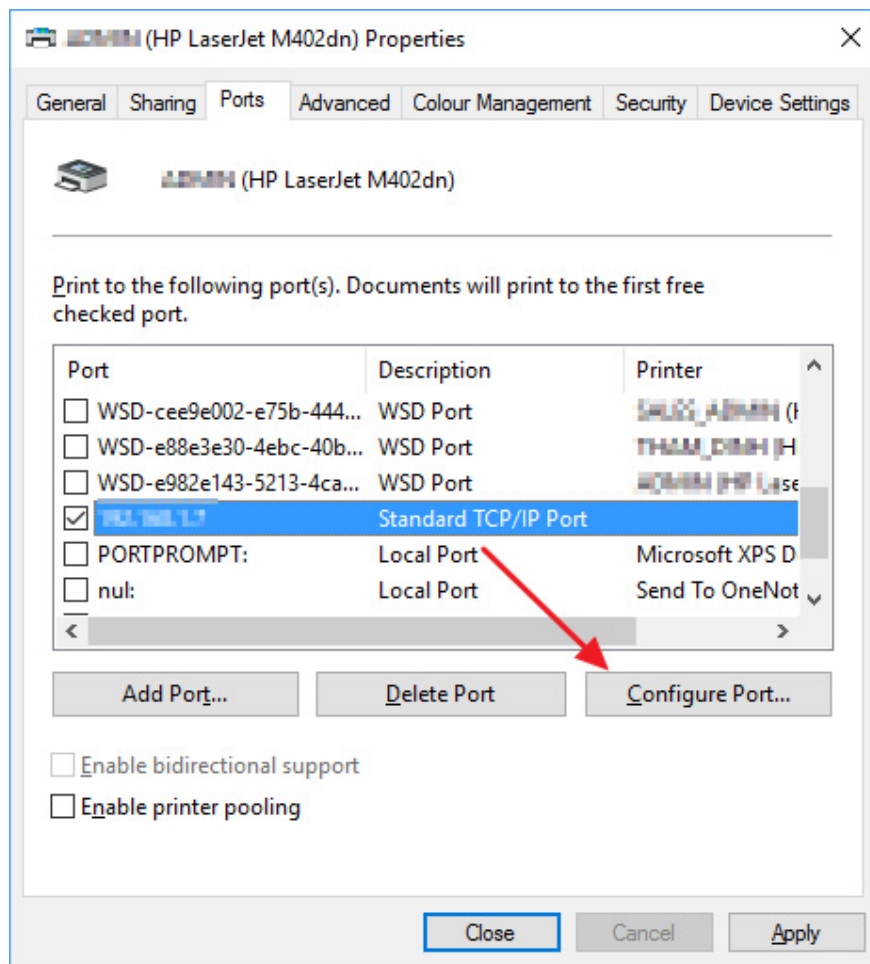 (HP LaserJet M402dn) Properties
General Sharing Ports Advanced Colour Management Security Device Settings
(HP LaserJet M402dn)
Print to the following port(s). Documents will print to the first free
checked port.
Port Description Printer
WSD-cee9e002-e75b-444... WSD Port
WSD-e88e3e30-4ebc-40b... WSD Port
WSD-e982e143-5213-4ca... WSD Port
Standard TCP/IP Port
PORTPROMPT: Local Port Microsoft XPS D
nul: Local Port Send To OneNot
Add Port... Delete Port Configure Port...
Enable bidirectional support
Enable printer pooling
Close Cancel Apply